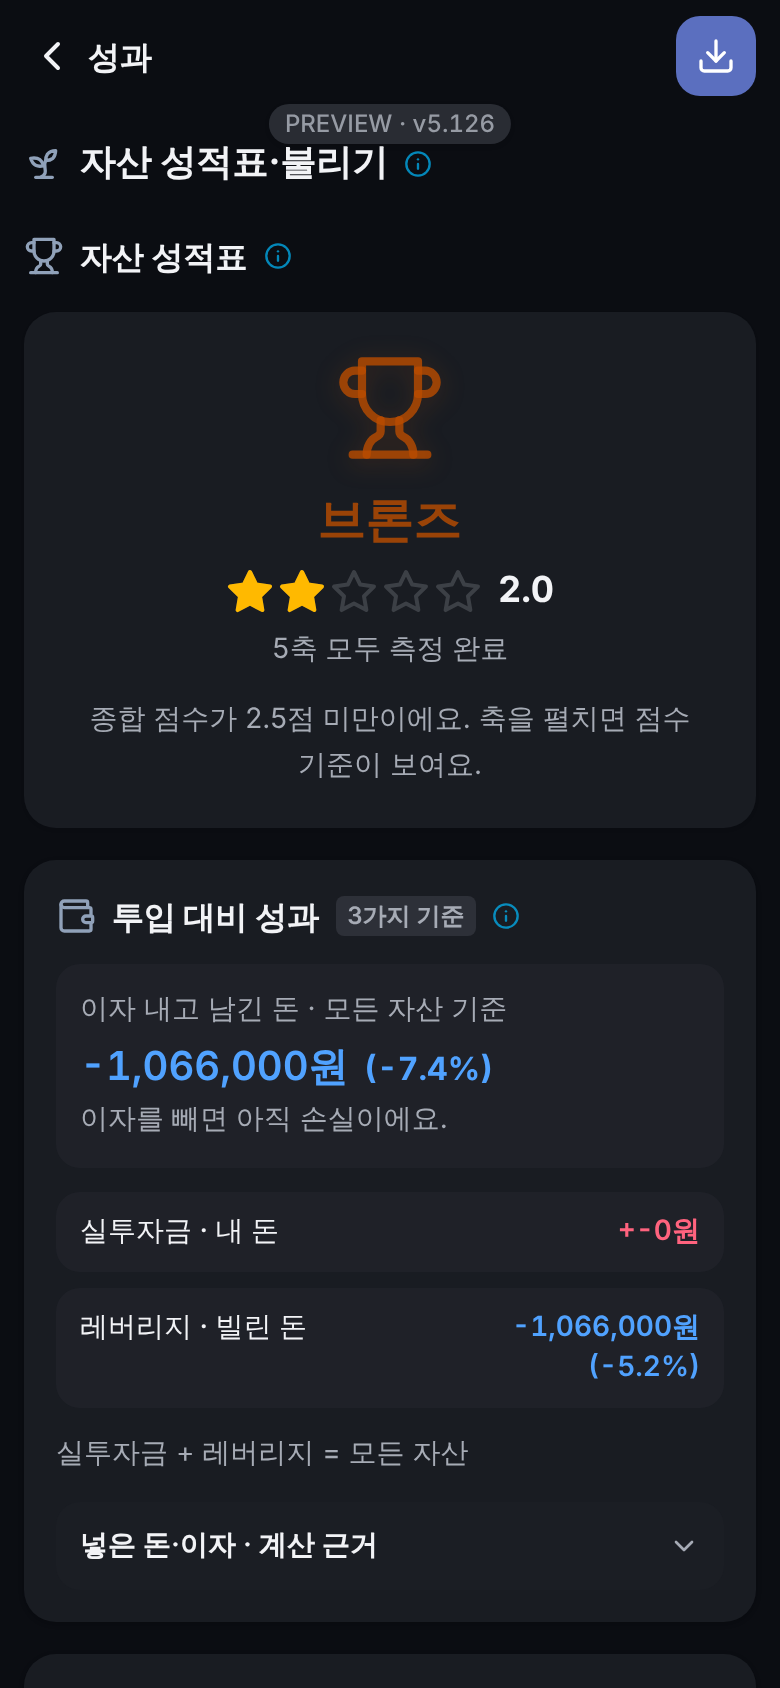 성과
PREVIEW · v5.126
자산 성적표·불리기
자산 성적표
브론즈
2.0
5축 모두 측정 완료
종합 점수가 2.5점 미만이에요. 축을 펼치면 점수
기준이 보여요.
투입 대비 성과 3가지 기준
이자 내고 남긴 돈 · 모든 자산 기준
-1,066,000원 (-7.4%)
이자를 빼면 아직 손실이에요.
실투자금 · 내 돈 +-0원
레버리지 · 빌린 돈 -1,066,000원
(-5.2%)
실투자금 + 레버리지 = 모든 자산
넣은 돈·이자 · 계산 근거